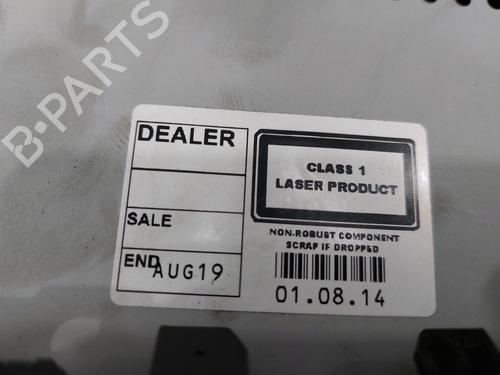 B-PARTS
DEALER
SALE
END AUG19
CLASS 1
LASER PRODUCT
NON-ROBUST COMPONENT
SCRAP IF DROPPED
01.08.14